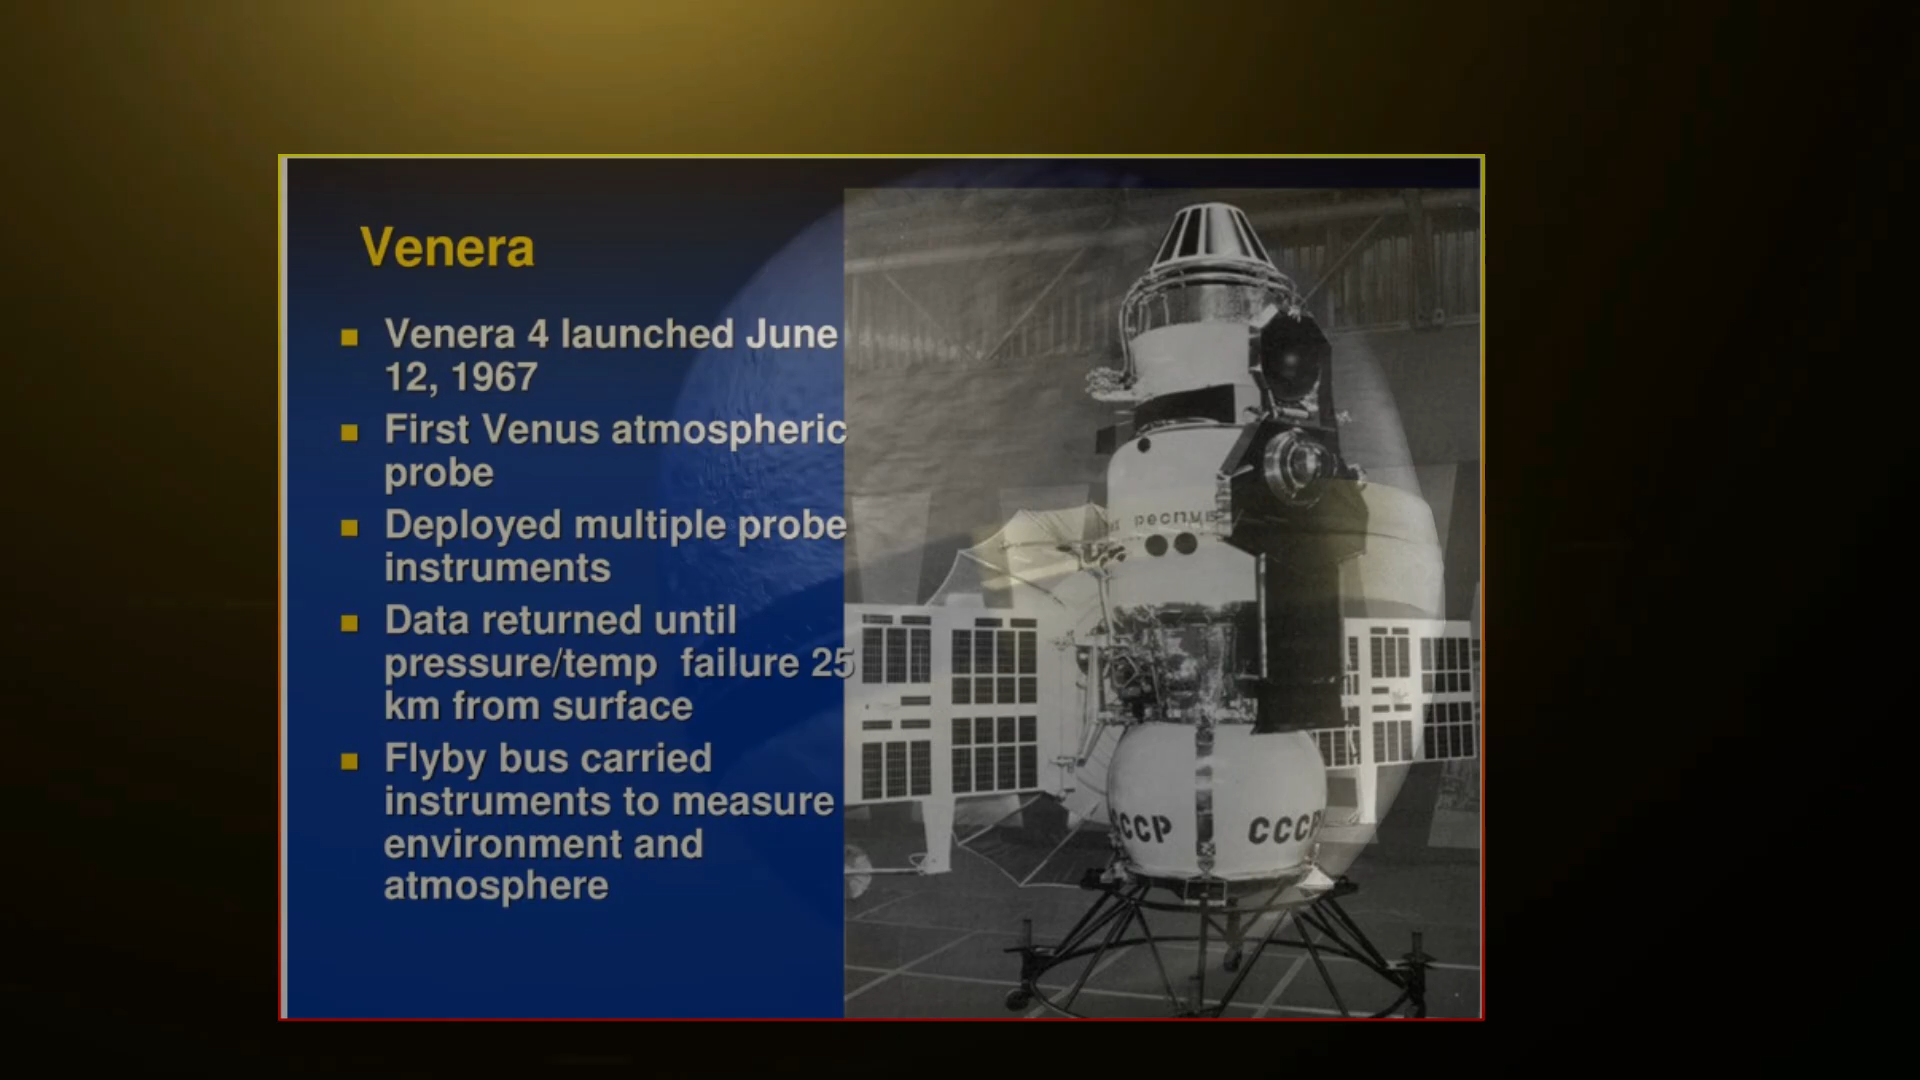 Venera
Venera 4 launched June
12, 1967
First Venus atmospheric
probe
Deployed multiple probe
instruments
Data returned until
pressure/temp failure 25
km from surface
Flyby bus carried
instruments to measure
environment and
atmosphere
респуб
СССР СССР